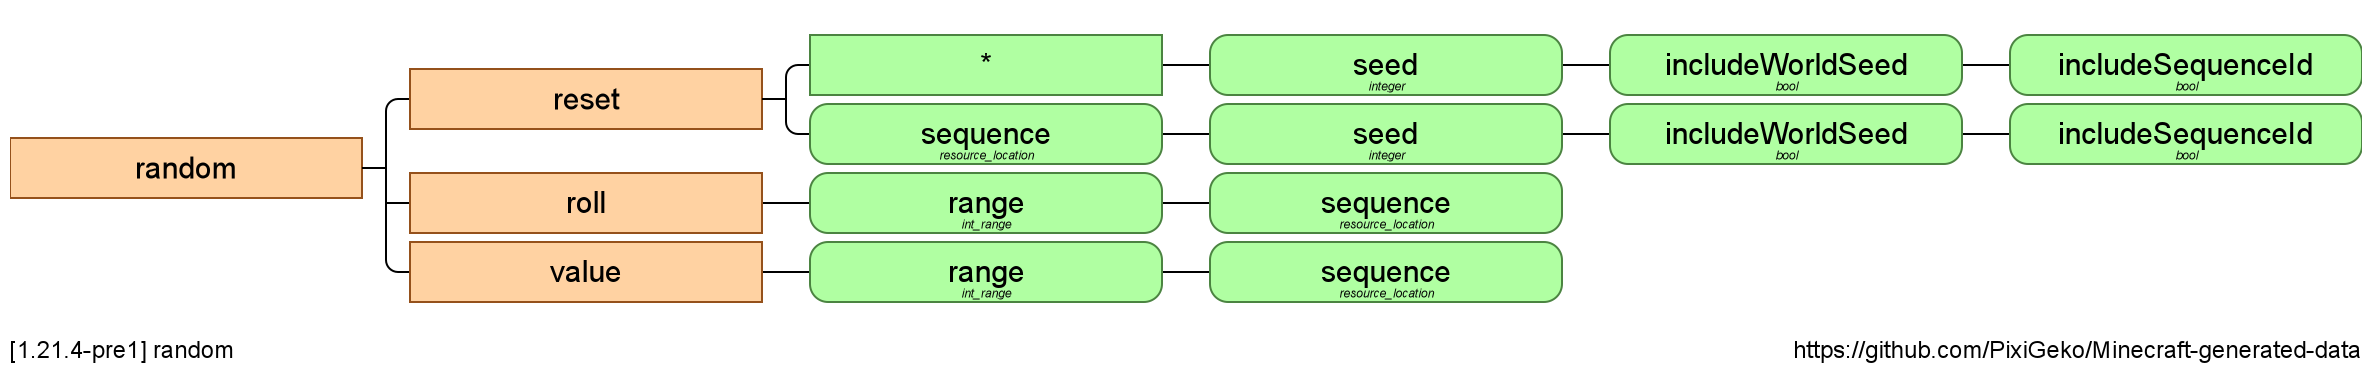 random
reset
*
seed
integer
includeWorldSeed
bool
includeSequenceId
bool
sequence
resource_location
seed
integer
includeWorldSeed
bool
includeSequenceId
bool
roll
range
int_range
sequence
resource_location
value
range
int_range
sequence
resource_location
[1.21.4-pre1] random
https://github.com/PixiGeko/Minecraft-generated-data